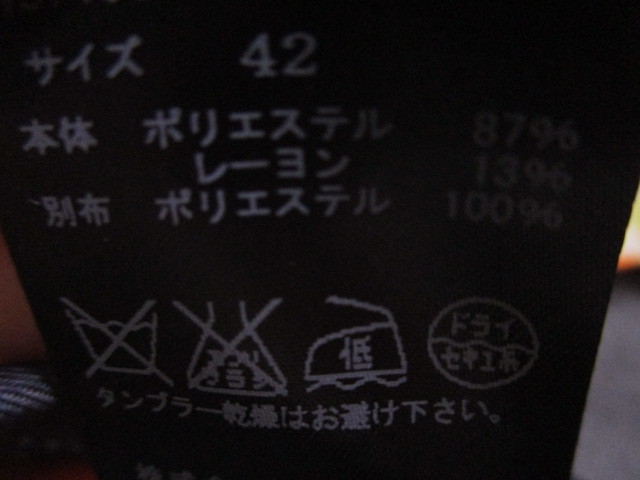 サイズ 42
本体 ポリエステル 87%
レーヨン 13%
別布 ポリエステル 100%
低
ドライ
セキユ系
タンブラー乾燥はお避け下さい。